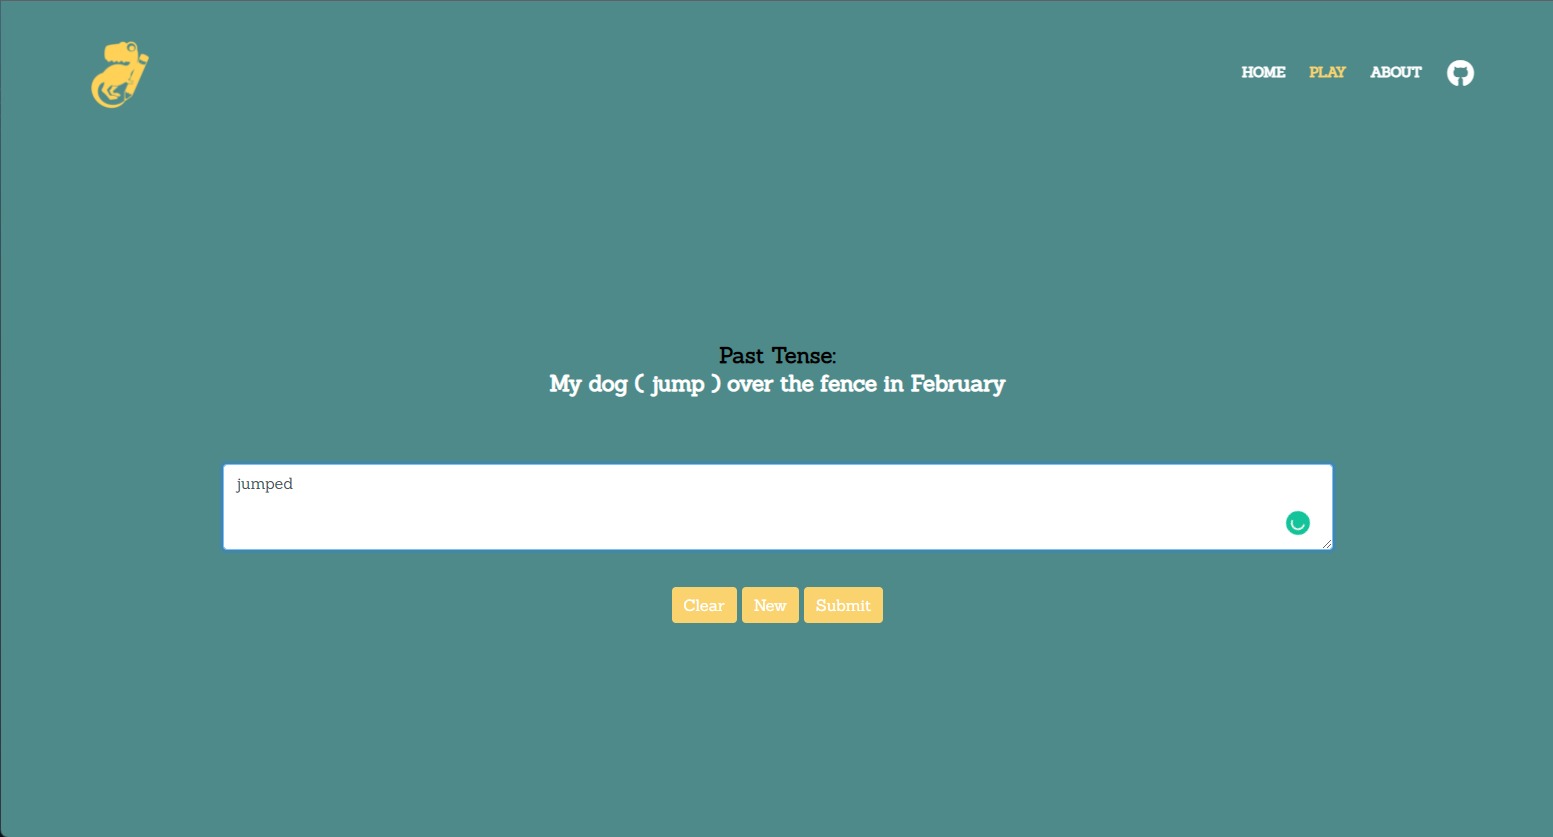 HOME PLAY ABOUT
Past Tense:
My dog ( jump ) over the fence in February
jumped
Clear New Submit